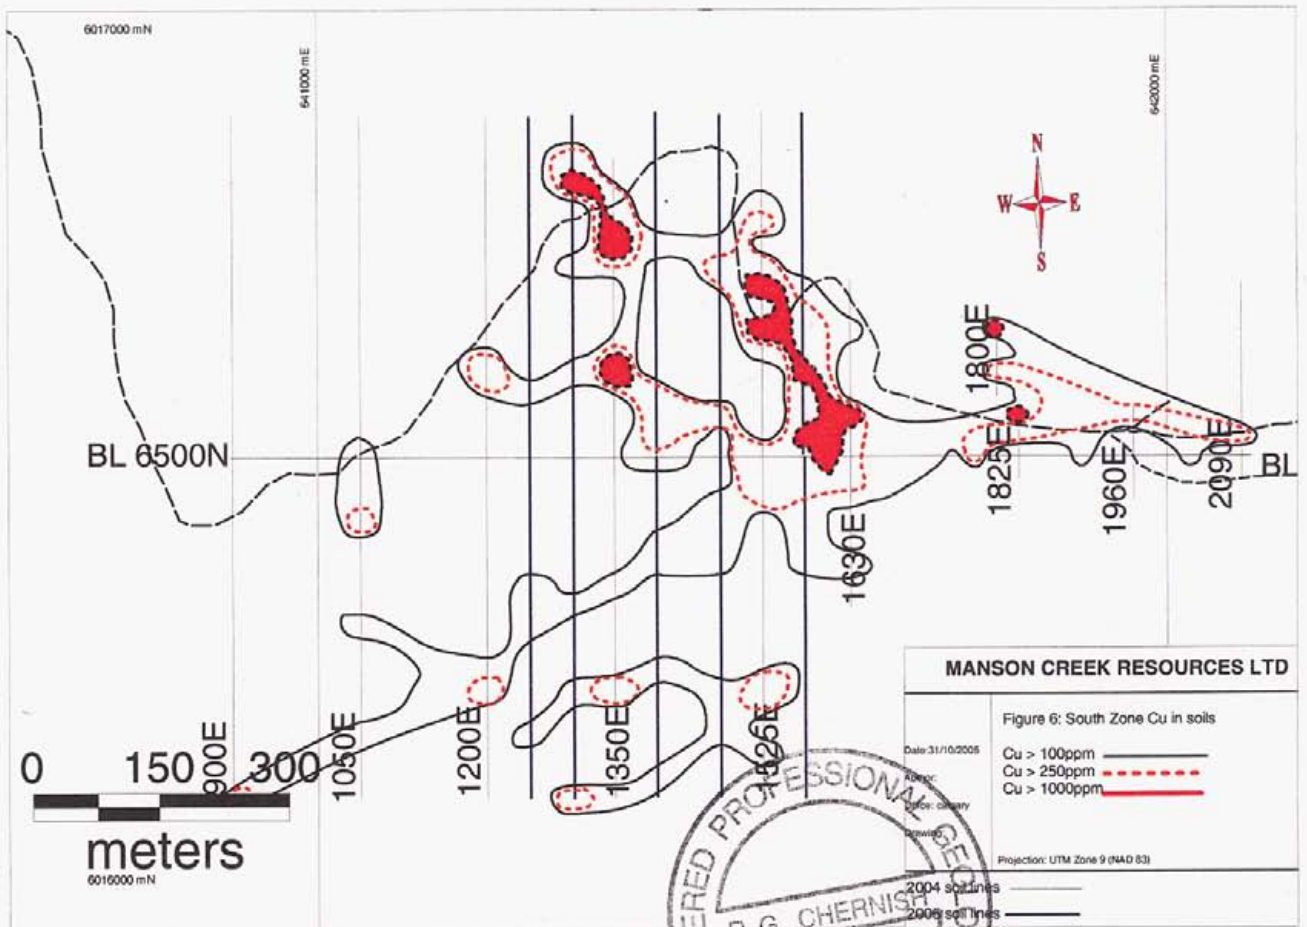 6017000 mN
641000 mE
642000 mE
N
W E
S
1800E
BL 6500N
BL
1825E
1960E
2090E
1630E
900E
1050E
1200E
1350E
1525E
0 150 300
meters
6016000 mN
MANSON CREEK RESOURCES LTD
Figure 6: South Zone Cu in soils
Date:31/10/2005
Cu > 100ppm
Cu > 250ppm
Cu > 1000ppm
Drawing:
Projection: UTM Zone 9 (NAD 83)
2004 soil lines
soil lines
ERED PROFESSIONAL GEOLO
G. CHERNISH